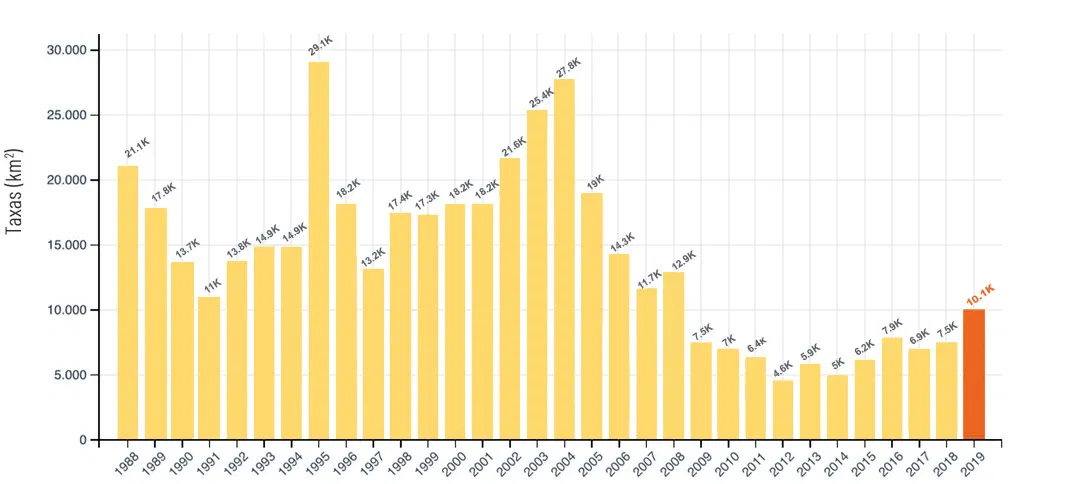 Taxas (km²)
30.000
25.000
20.000
15.000
10.000
5.000
0
21.1K
17.8K
13.7K
11K
13.8K
14.9K
14.9K
29.1K
18.2K
13.2K
17.4K
17.3K
18.2K
18.2K
21.6K
25.4K
27.8K
19K
14.3K
11.7K
12.9K
7.5K
7K
6.4K
4.6K
5.9K
5K
6.2K
7.9K
6.9K
7.5K
10.1K
1988
1989
1990
1991
1992
1993
1994
1995
1996
1997
1998
1999
2000
2001
2002
2003
2004
2005
2006
2007
2008
2009
2010
2011
2012
2013
2014
2015
2016
2017
2018
2019